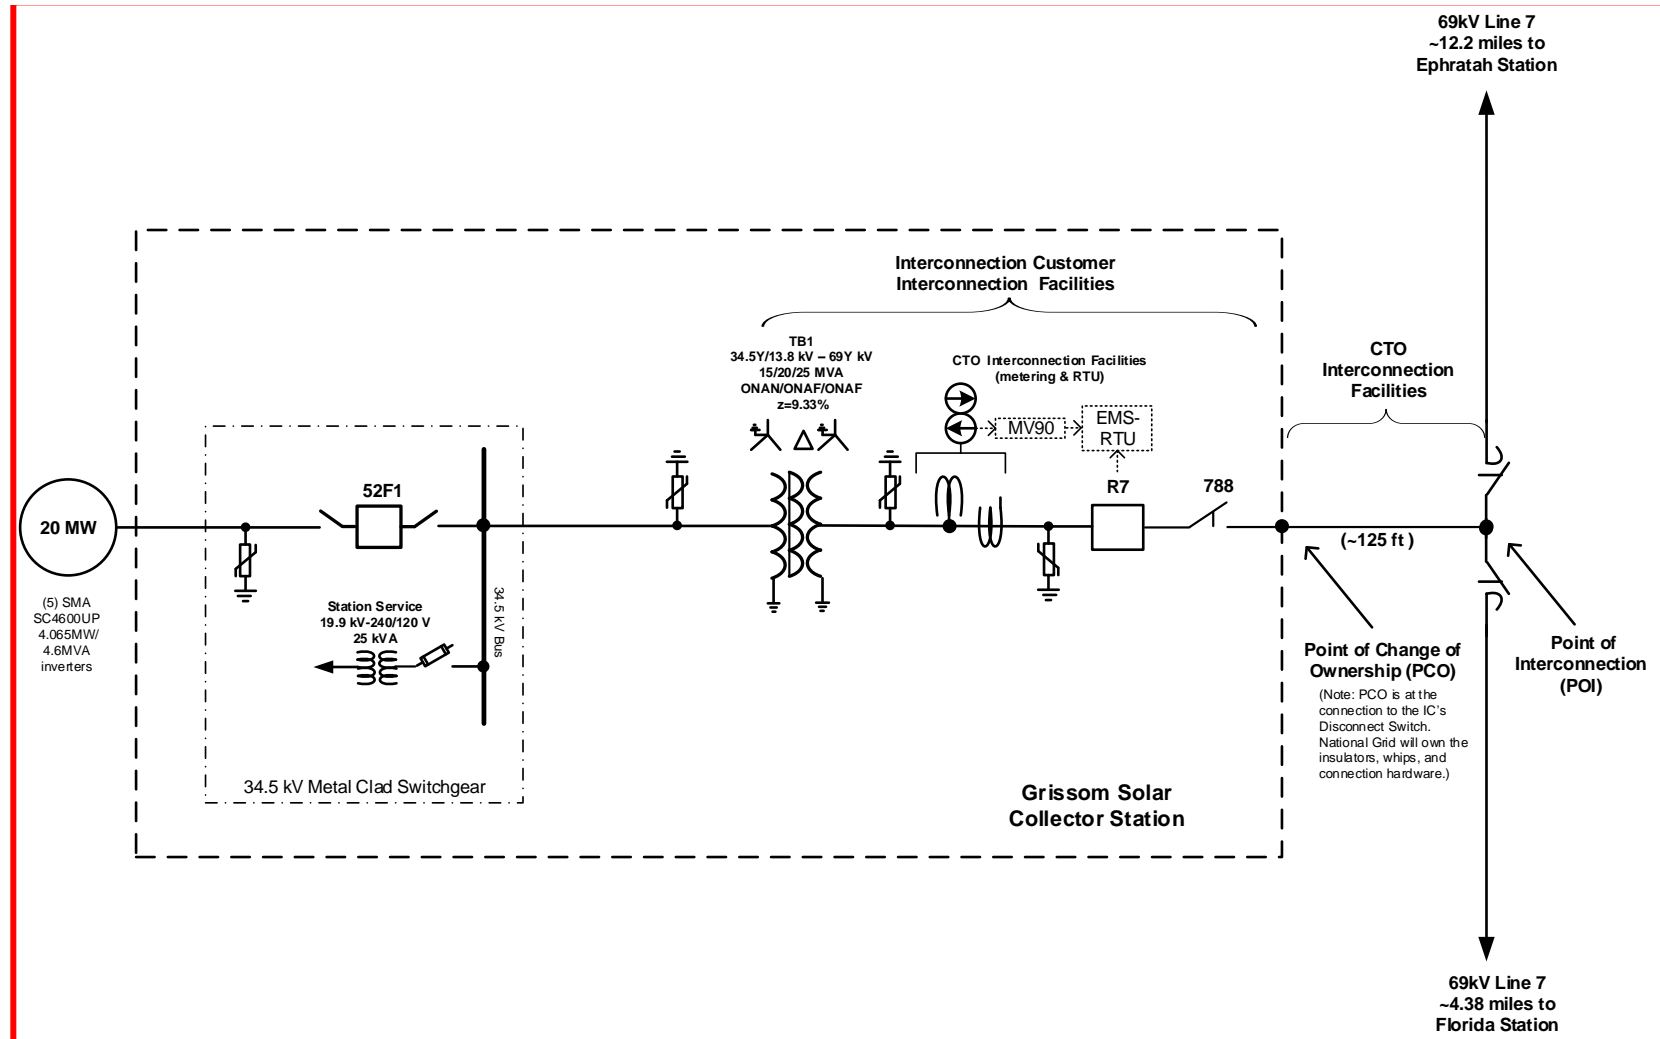 69kV Line 7
~12.2 miles to
Ephratah Station
Interconnection Customer
Interconnection Facilities
TB1
34.5Y/13.8 kV – 69Y kV
15/20/25 MVA
ONAN/ONAF/ONAF
z=9.33%
CTO Interconnection Facilities
(metering & RTU)
MV90
EMS-
RTU
CTO
Interconnection
Facilities
52F1
R7
788
20 MW
(~125 ft )
(5) SMA
SC4600UP
4.065MW/
4.6MVA
inverters
Station Service
19.9 kV-240/120 V
25 kVA
34.5 kV Bus
34.5 kV Metal Clad Switchgear
Point of Change of
Ownership (PCO)
(Note: PCO is at the
connection to the IC's
Disconnect Switch.
National Grid will own the
insulators, whips, and
connection hardware.)
Point of
Interconnection
(POI)
Grissom Solar
Collector Station
69kV Line 7
~4.38 miles to
Florida Station